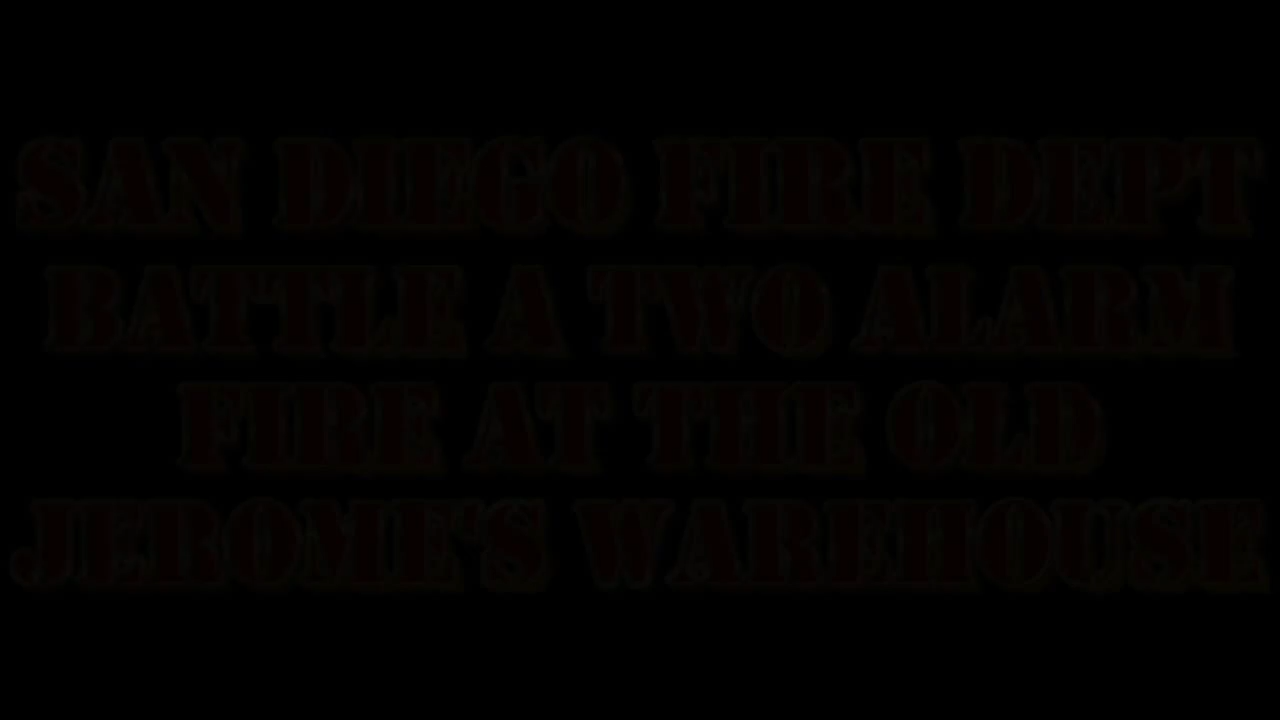 SAN DIEGO FIRE DEPT
BATTLE A TWO ALARM
FIRE AT THE OLD
JEROME'S WAREHOUSE